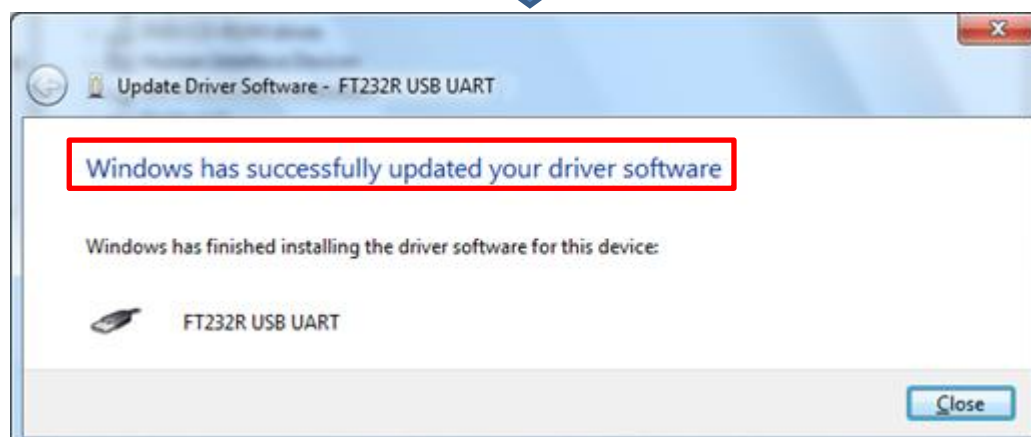 Update Driver Software - FT232R USB UART
Windows has successfully updated your driver software
Windows has finished installing the driver software for this device:
FT232R USB UART
Close